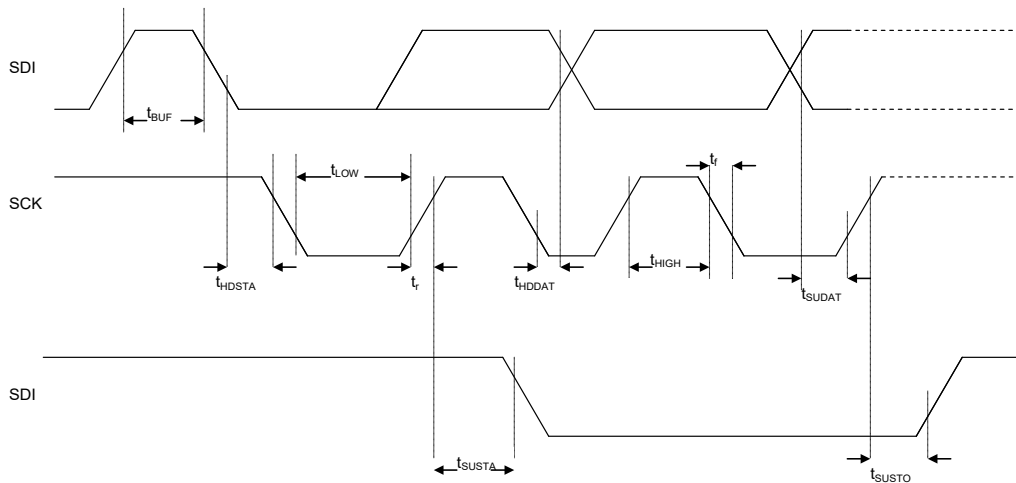 SDI
tBUF
tLOW
tf
SCK
tHDSTA
tr
tHDDAT
tHIGH
tSUDAT
SDI
tSUSTA
tSUSTO